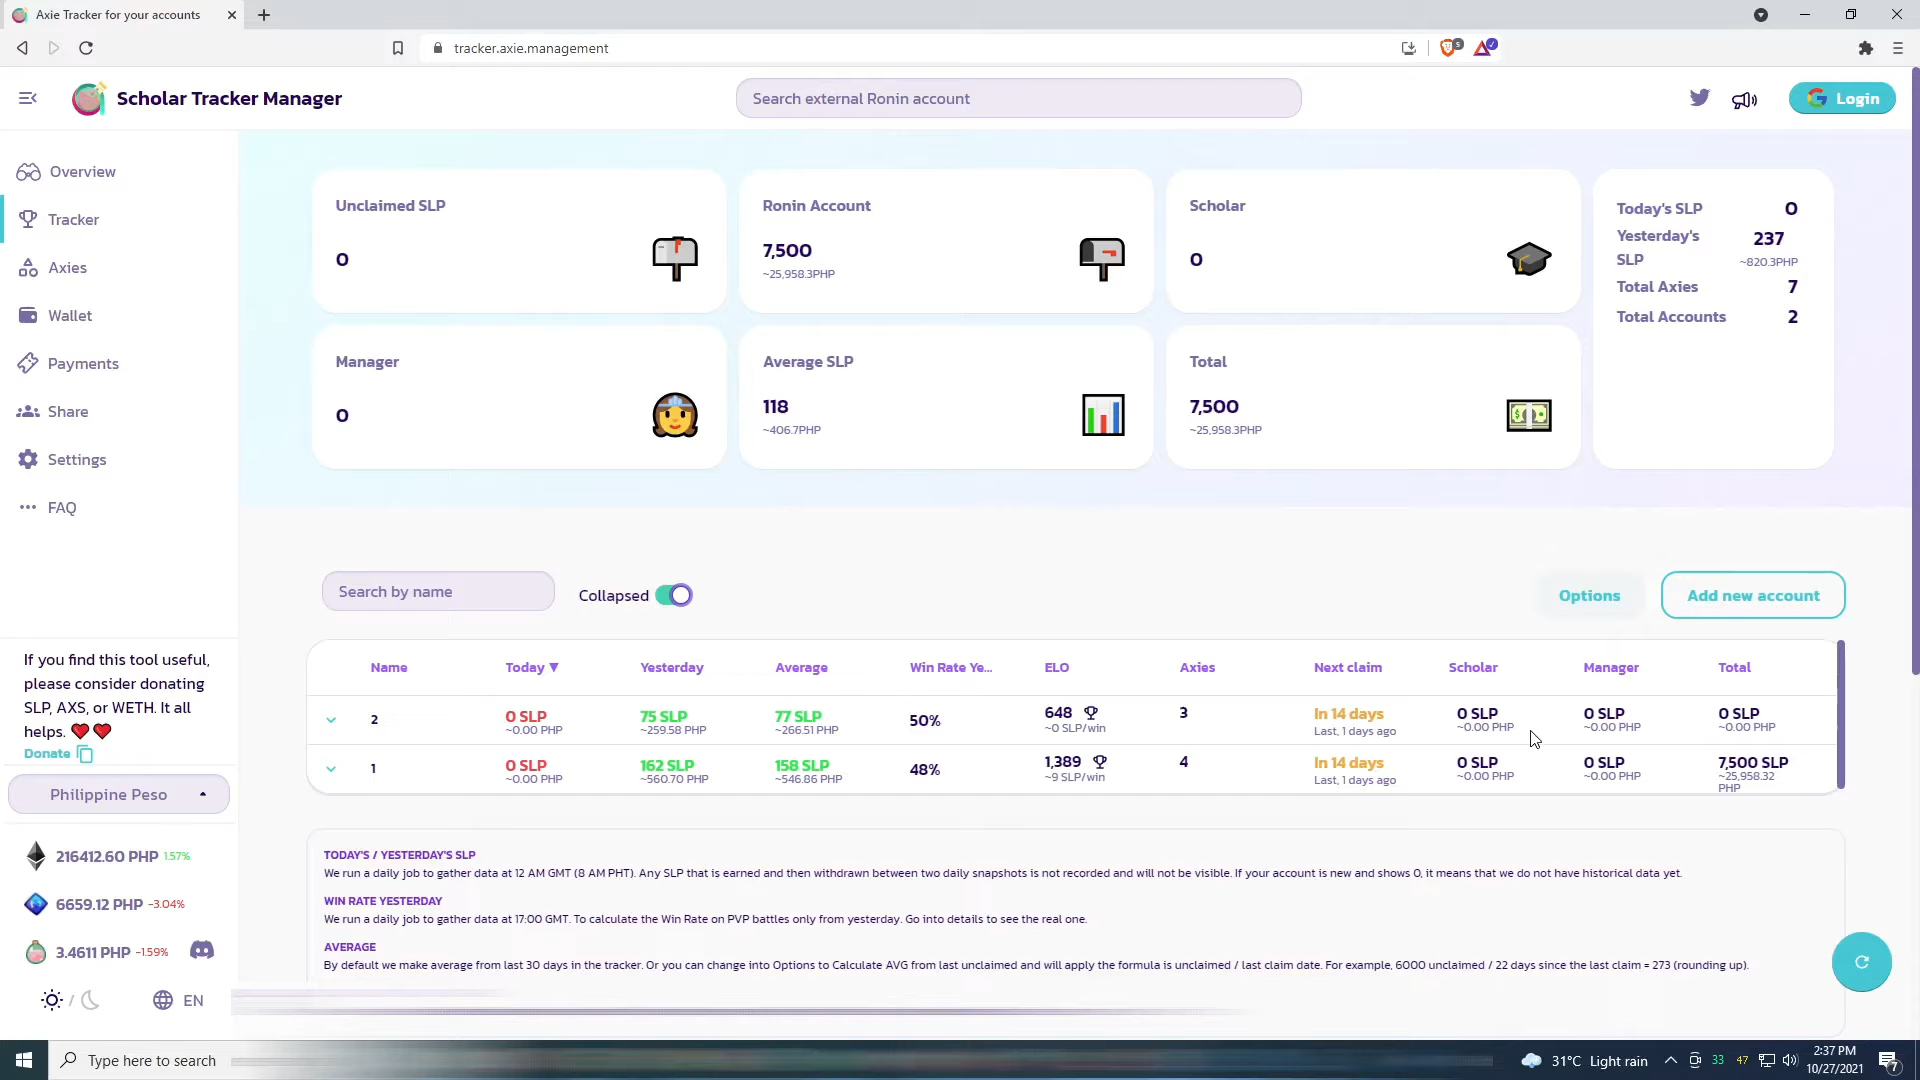 Axie Tracker for your accounts
tracker.axie.management
Scholar Tracker Manager
Search external Ronin account
Login
Overview
Tracker
Axies
Wallet
Payments
Share
Settings
FAQ
Unclaimed SLP
0
Ronin Account
7,500
~25,958.3PHP
Scholar
0
Today's SLP 0
Yesterday's SLP 237
~820.3PHP
Total Axies 7
Total Accounts 2
Manager
0
Average SLP
118
~406.7PHP
Total
7,500
~25,958.3PHP
Search by name
Collapsed
Options
Add new account
Name Today ▼ Yesterday Average Win Rate Ye... ELO Axies Next claim Scholar Manager Total
2 0 SLP 75 SLP 77 SLP 50% 648 3 In 14 days 0 SLP 0 SLP 0 SLP
~0.00 PHP ~259.58 PHP ~266.51 PHP ~0 SLP/win Last, 1 days ago ~0.00 PHP ~0.00 PHP ~0.00 PHP
1 0 SLP 162 SLP 158 SLP 48% 1,389 4 In 14 days 0 SLP 0 SLP 7,500 SLP
~0.00 PHP ~560.70 PHP ~546.86 PHP ~9 SLP/win Last, 1 days ago ~0.00 PHP ~0.00 PHP ~25,958.32
PHP
If you find this tool useful,
please consider donating
SLP, AXS, or WETH. It all
helps. ❤️❤️
Donate
Philippine Peso
216412.60 PHP 1.57%
6659.12 PHP -3.04%
3.4611 PHP -1.59%
/
EN
TODAY'S / YESTERDAY'S SLP
We run a daily job to gather data at 12 AM GMT (8 AM PHT). Any SLP that is earned and then withdrawn between two daily snapshots is not recorded and will not be visible. If your account is new and shows 0, it means that we do not have historical data yet.
WIN RATE YESTERDAY
We run a daily job to gather data at 17:00 GMT. To calculate the Win Rate on PVP battles only from yesterday. Go into details to see the real one.
AVERAGE
By default we make average from last 30 days in the tracker. Or you can change into Options to Calculate AVG from last unclaimed and will apply the formula is unclaimed / last claim date. For example, 6000 unclaimed / 22 days since the last claim = 273 (rounding up).
Type here to search
31°C Light rain
33 47
2:37 PM
10/27/2021
7